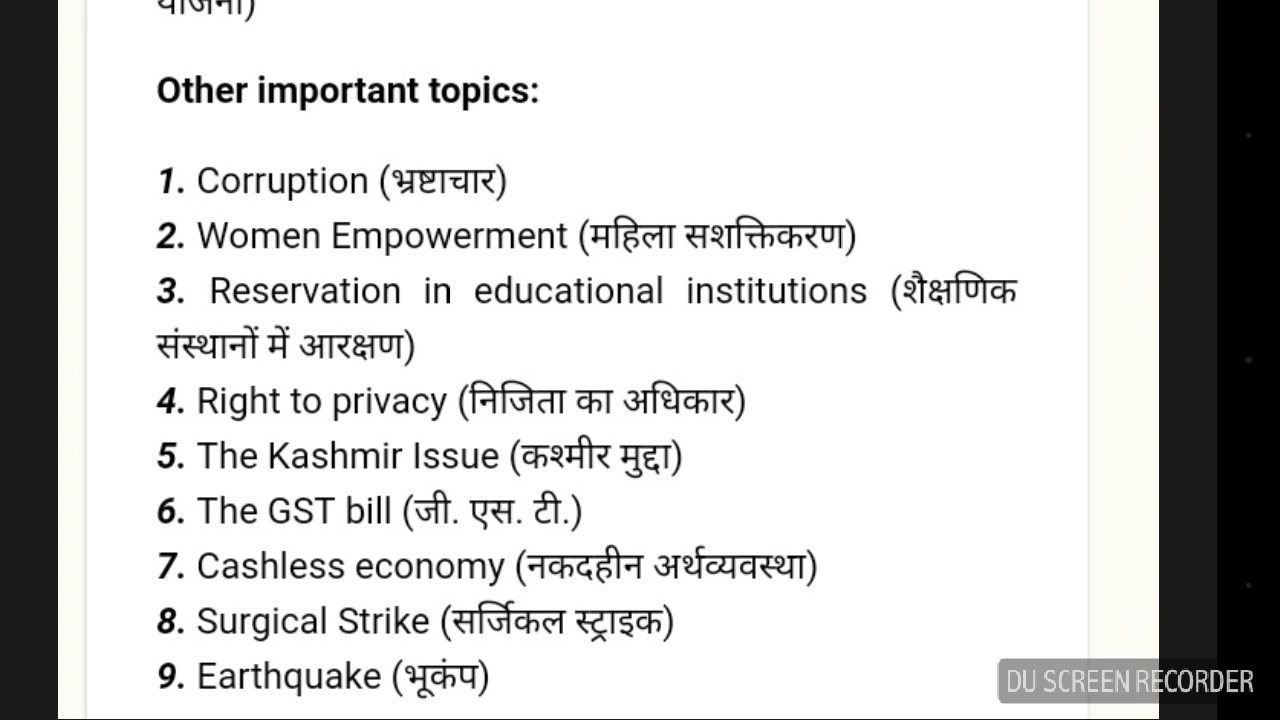 योजना)
Other important topics:
1. Corruption (भ्रष्टाचार)
2. Women Empowerment (महिला सशक्तिकरण)
3. Reservation in educational institutions (शैक्षणिक
संस्थानों में आरक्षण)
4. Right to privacy (निजिता का अधिकार)
5. The Kashmir Issue (कश्मीर मुद्दा)
6. The GST bill (जी. एस. टी.)
7. Cashless economy (नकदहीन अर्थव्यवस्था)
8. Surgical Strike (सर्जिकल स्ट्राइक)
9. Earthquake (भूकंप)
DU SCREEN RECORDER